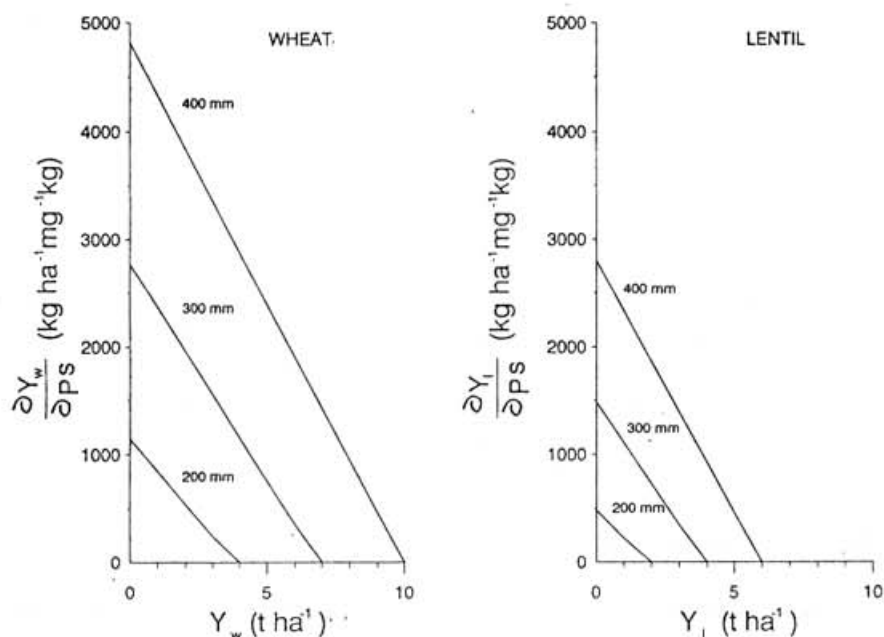 WHEAT
5000
4000
3000
2000
1000
0
400 mm
300 mm
200 mm
∂Y_w/∂PS (kg ha⁻¹mg⁻¹kg)
0 5 10
Y_w (t ha⁻¹)
LENTIL
5000
4000
3000
2000
1000
0
400 mm
300 mm
200 mm
∂Y_l/∂PS (kg ha⁻¹mg⁻¹kg)
0 5 10
Y_l (t ha⁻¹)